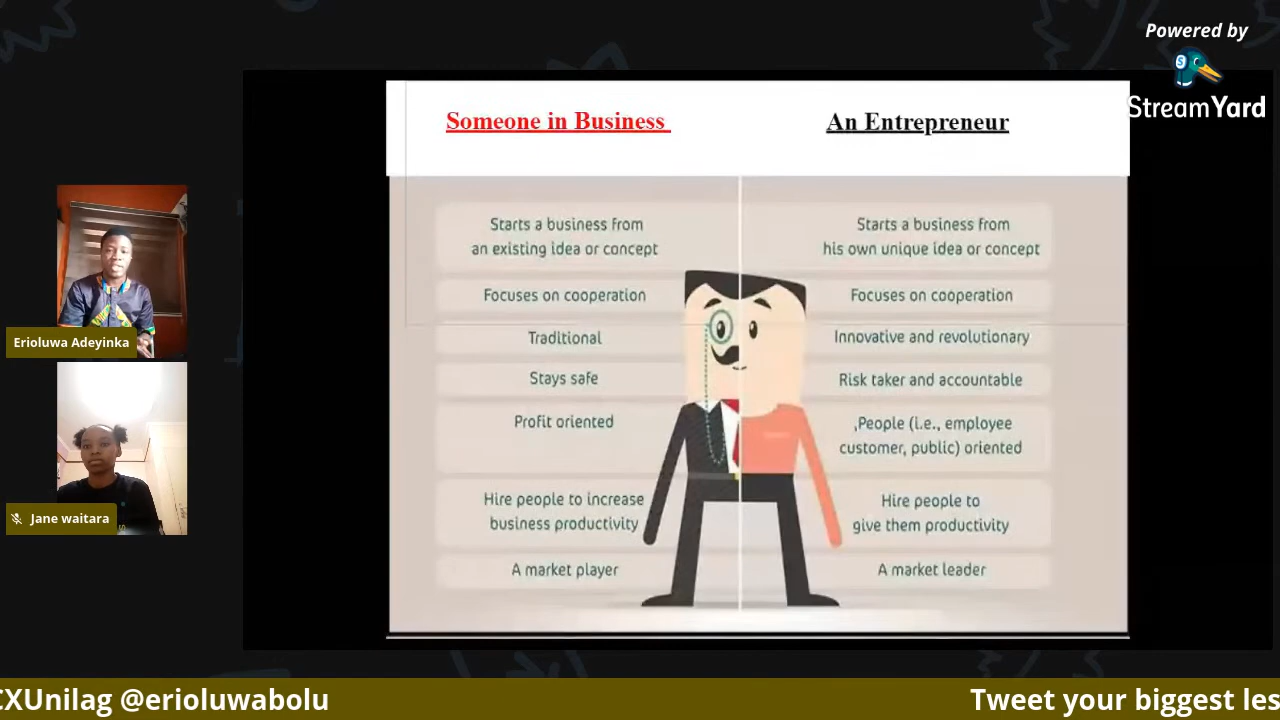 Powered by
StreamYard
Someone in Business
An Entrepreneur
Starts a business from
an existing idea or concept
Starts a business from
his own unique idea or concept
Focuses on cooperation
Focuses on cooperation
Traditional
Innovative and revolutionary
Stays safe
Risk taker and accountable
Profit oriented
,People (i.e., employee
customer, public) oriented
Hire people to increase
business productivity
Hire people to
give them productivity
A market player
A market leader
Erioluwa Adeyinka
Jane waitara
CXUnilag @erioluwabolu
Tweet your biggest les